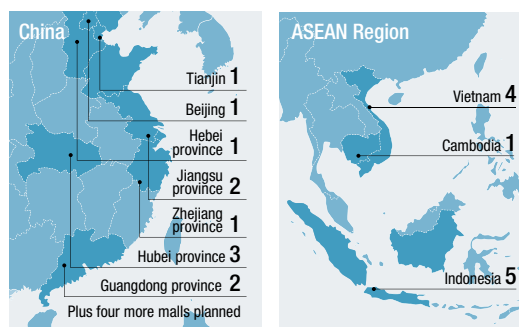 China
Tianjin 1
Beijing 1
Hebei
province 1
Jiangsu
province 2
Zhejiang
province 1
Hubei province 3
Guangdong province 2
Plus four more malls planned
ASEAN Region
Vietnam 4
Cambodia 1
Indonesia 5